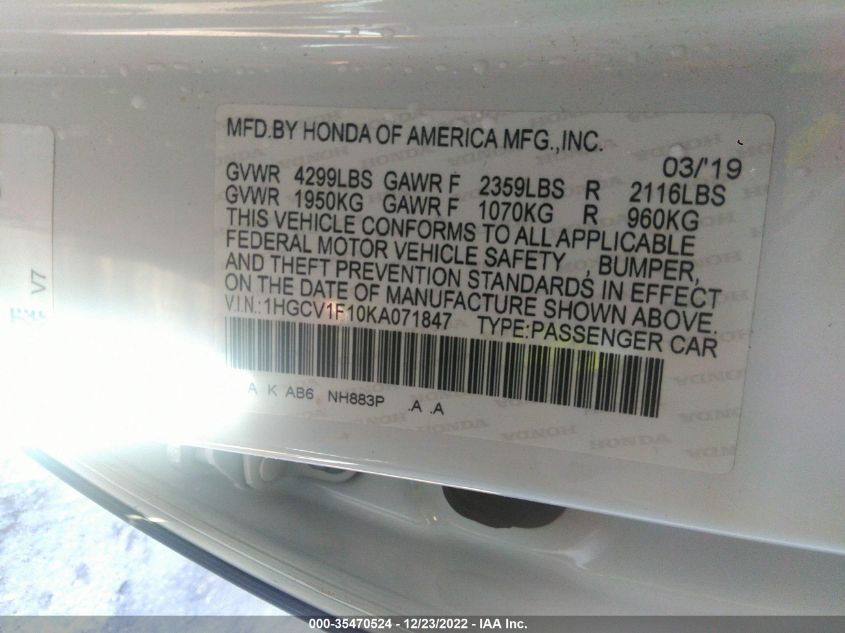 MFD.BY HONDA OF AMERICA MFG.,INC.
03/'19
GVWR 4299LBS GAWR F 2359LBS R 2116LBS
GVWR 1950KG GAWR F 1070KG R 960KG
THIS VEHICLE CONFORMS TO ALL APPLICABLE
FEDERAL MOTOR VEHICLE SAFETY , BUMPER,
AND THEFT PREVENTION STANDARDS IN EFFECT
ON THE DATE OF MANUFACTURE SHOWN ABOVE.
V.I.N.:1HGCV1F10KA071847 TYPE:PASSENGER CAR
A K AB6 NH883P .A .A
V7
000-35470524 - 12/23/2022 - IAA Inc.